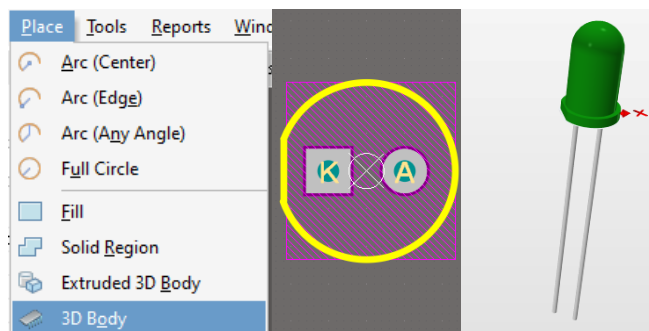 Place Tools Reports Wind
Arc (Center)
Arc (Edge)
Arc (Any Angle)
Full Circle
Fill
Solid Region
Extruded 3D Body
3D Body
K A
X